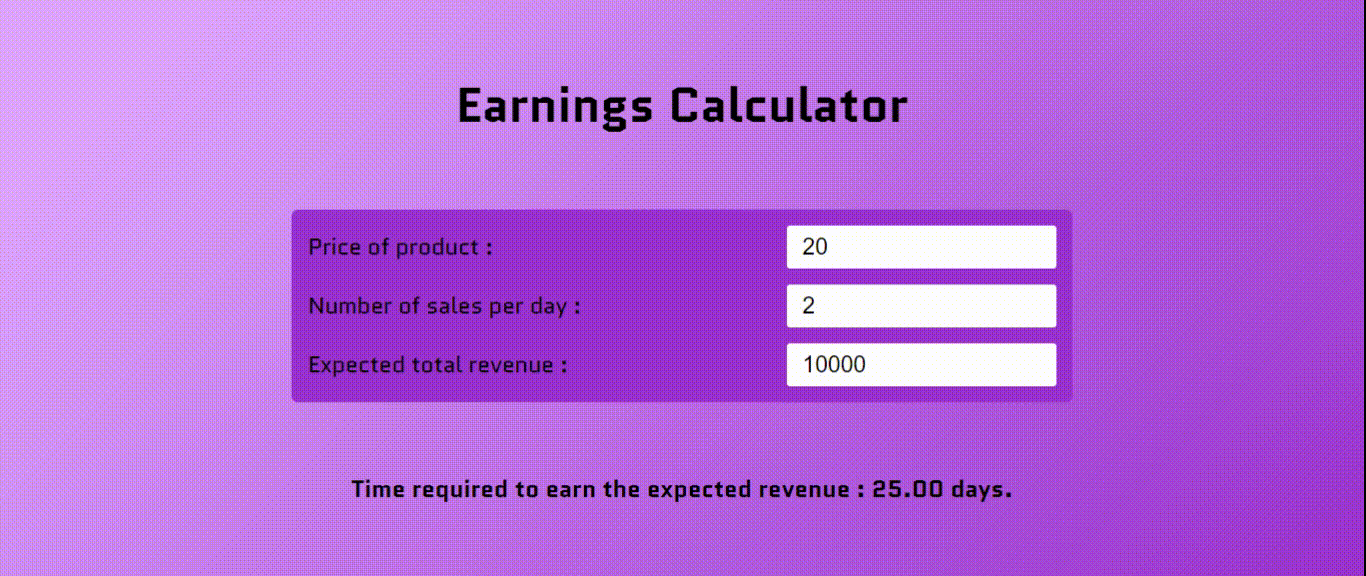 Earnings Calculator
Price of product : 20
Number of sales per day : 2
Expected total revenue : 10000
Time required to earn the expected revenue : 25.00 days.